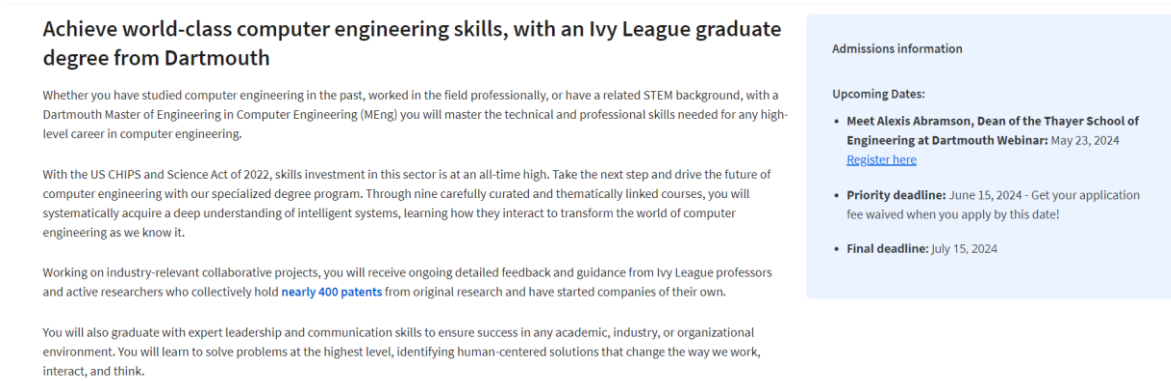 Achieve world-class computer engineering skills, with an Ivy League graduate
degree from Dartmouth
Whether you have studied computer engineering in the past, worked in the field professionally, or have a related STEM background, with a
Dartmouth Master of Engineering in Computer Engineering (MEng) you will master the technical and professional skills needed for any high-
level career in computer engineering.
With the US CHIPS and Science Act of 2022, skills investment in this sector is at an all-time high. Take the next step and drive the future of
computer engineering with our specialized degree program. Through nine carefully curated and thematically linked courses, you will
systematically acquire a deep understanding of intelligent systems, learning how they interact to transform the world of computer
engineering as we know it.
Working on industry-relevant collaborative projects, you will receive ongoing detailed feedback and guidance from Ivy League professors
and active researchers who collectively hold nearly 400 patents from original research and have started companies of their own.
You will also graduate with expert leadership and communication skills to ensure success in any academic, industry, or organizational
environment. You will learn to solve problems at the highest level, identifying human-centered solutions that change the way we work,
interact, and think.
Admissions information
Upcoming Dates:
• Meet Alexis Abramson, Dean of the Thayer School of
Engineering at Dartmouth Webinar: May 23, 2024
Register here
• Priority deadline: June 15, 2024 - Get your application
fee waived when you apply by this date!
• Final deadline: July 15, 2024